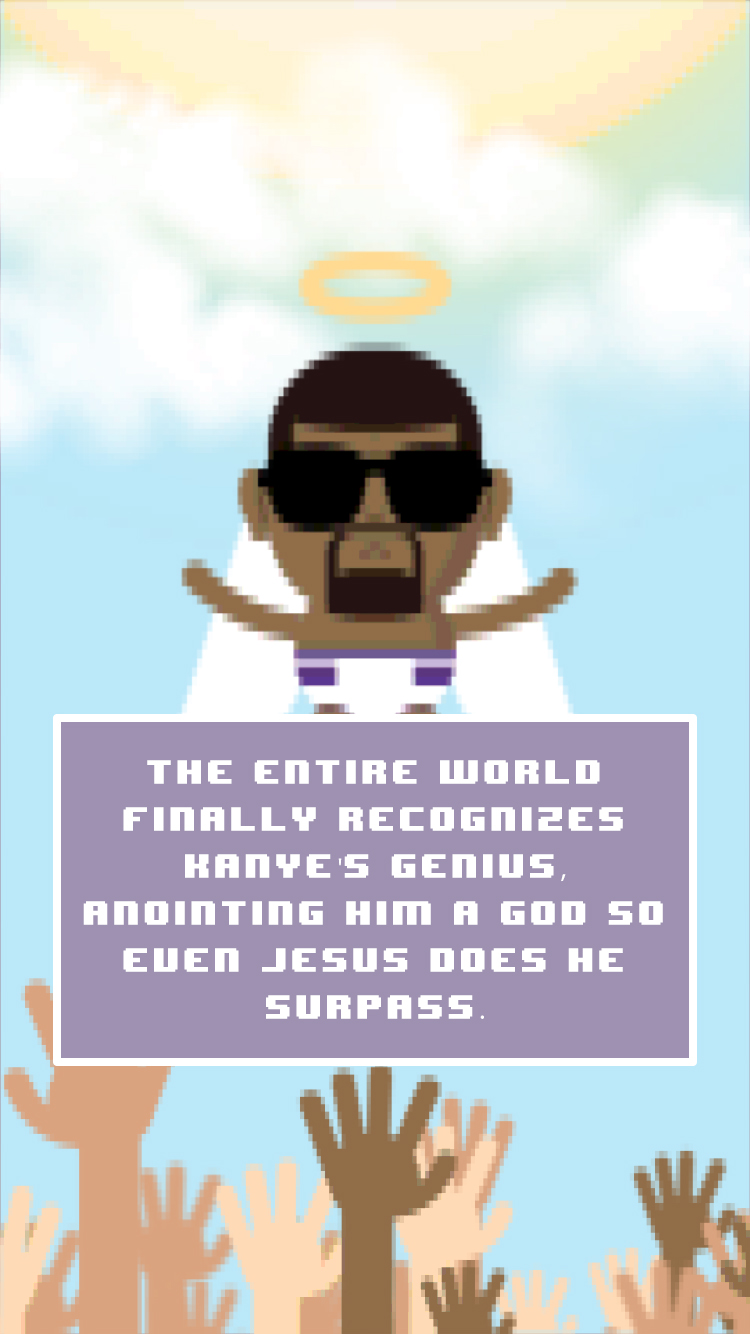 THE ENTIRE WORLD
FINALLY RECOGNIZES
KANYE'S GENIUS,
ANOINTING HIM A GOD SO
EVEN JESUS DOES HE
SURPASS.